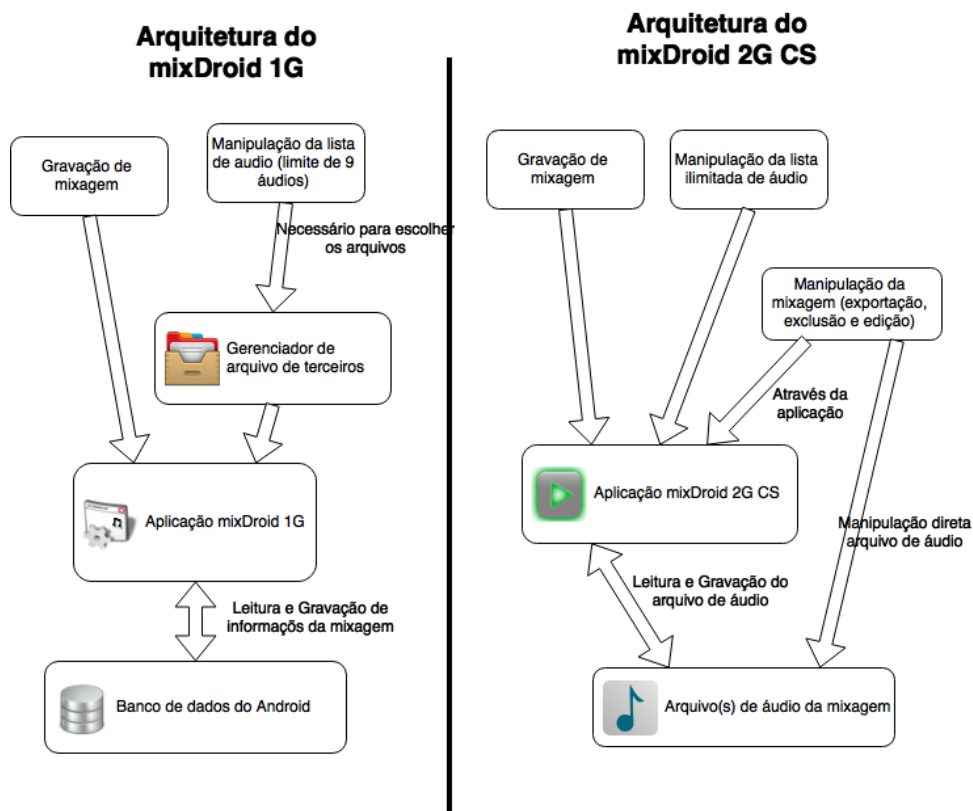 Arquitetura do
mixDroid 1G
Gravação de
mixagem
Manipulação da lista
de audio (limite de 9
áudios)
Necessário para escolher
os arquivos
Gerenciador de
arquivo de terceiros
Aplicação mixDroid 1G
Leitura e Gravação de
informaçõs da mixagem
Banco de dados do Android
Arquitetura do
mixDroid 2G CS
Gravação de
mixagem
Manipulação da lista
ilimitada de áudio
Manipulação da
mixagem (exportação,
exclusão e edição)
Através da
aplicação
Aplicação mixDroid 2G CS
Manipulação direta
arquivo de áudio
Leitura e Gravação do
arquivo de áudio
Arquivo(s) de áudio da mixagem